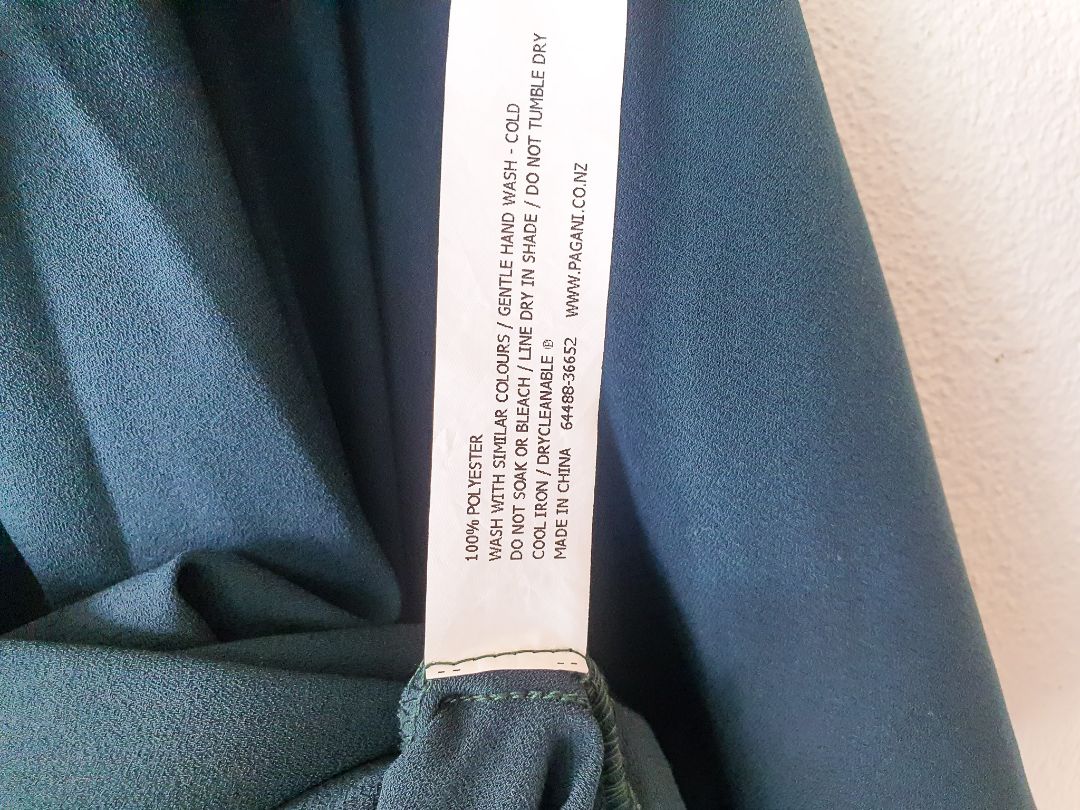 100% POLYESTER
WASH WITH SIMILAR COLOURS / GENTLE HAND WASH - COLD
DO NOT SOAK OR BLEACH / LINE DRY IN SHADE / DO NOT TUMBLE DRY
COOL IRON / DRYCLEANABLE Ⓟ
MADE IN CHINA 64488-36652 WWW.PAGANI.CO.NZ